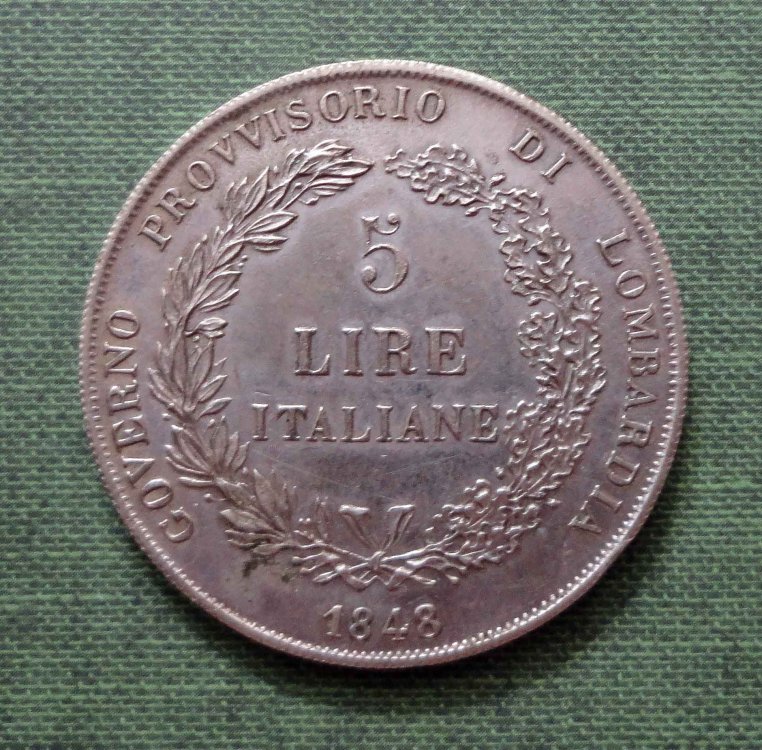 GOVERNO PROVVISORIO DI LOMBARDIA
5
LIRE
ITALIANE
1848